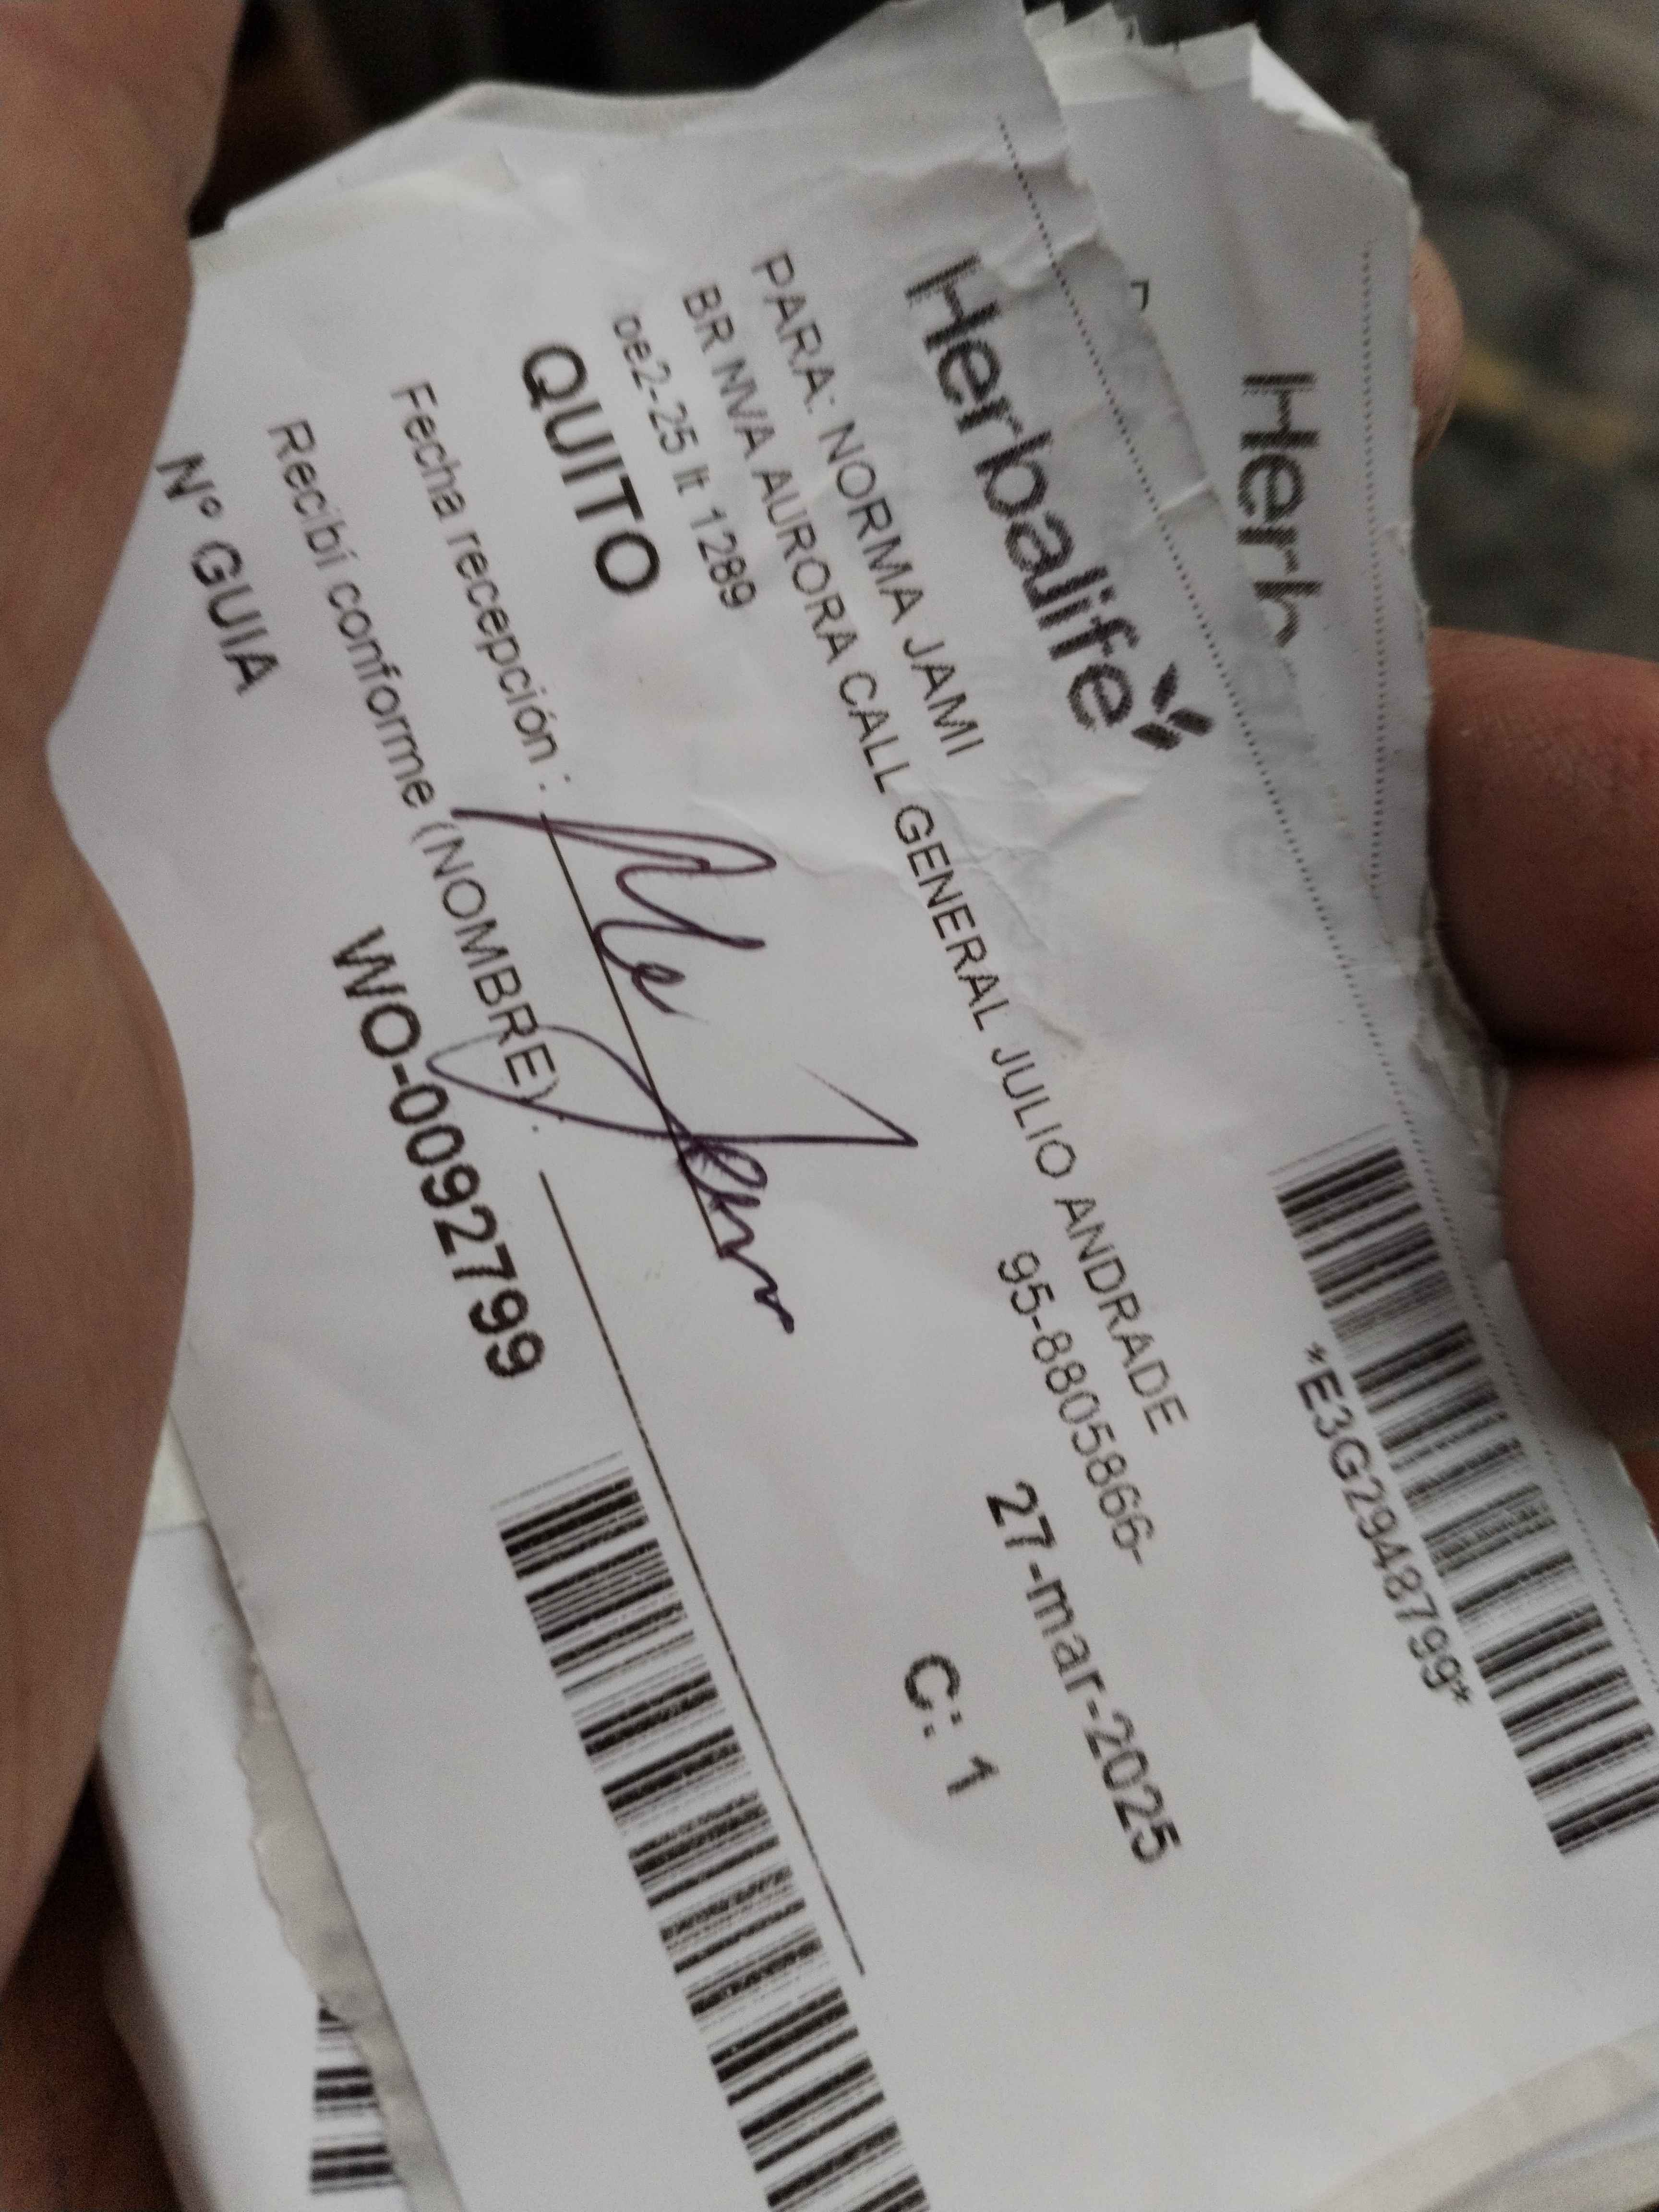 Herb
Herbalife
*E3G2948799*
PARA: NORMA JAMI
BR NVA AURORA CALL GENERAL JULIO ANDRADE
oe2-25 lt 1289
95-8805866-
27-mar-2025
QUITO
C: 1
Fecha recepción :
Recibí conforme (NOMBRE) :
Nº GUIA
WO-0092799